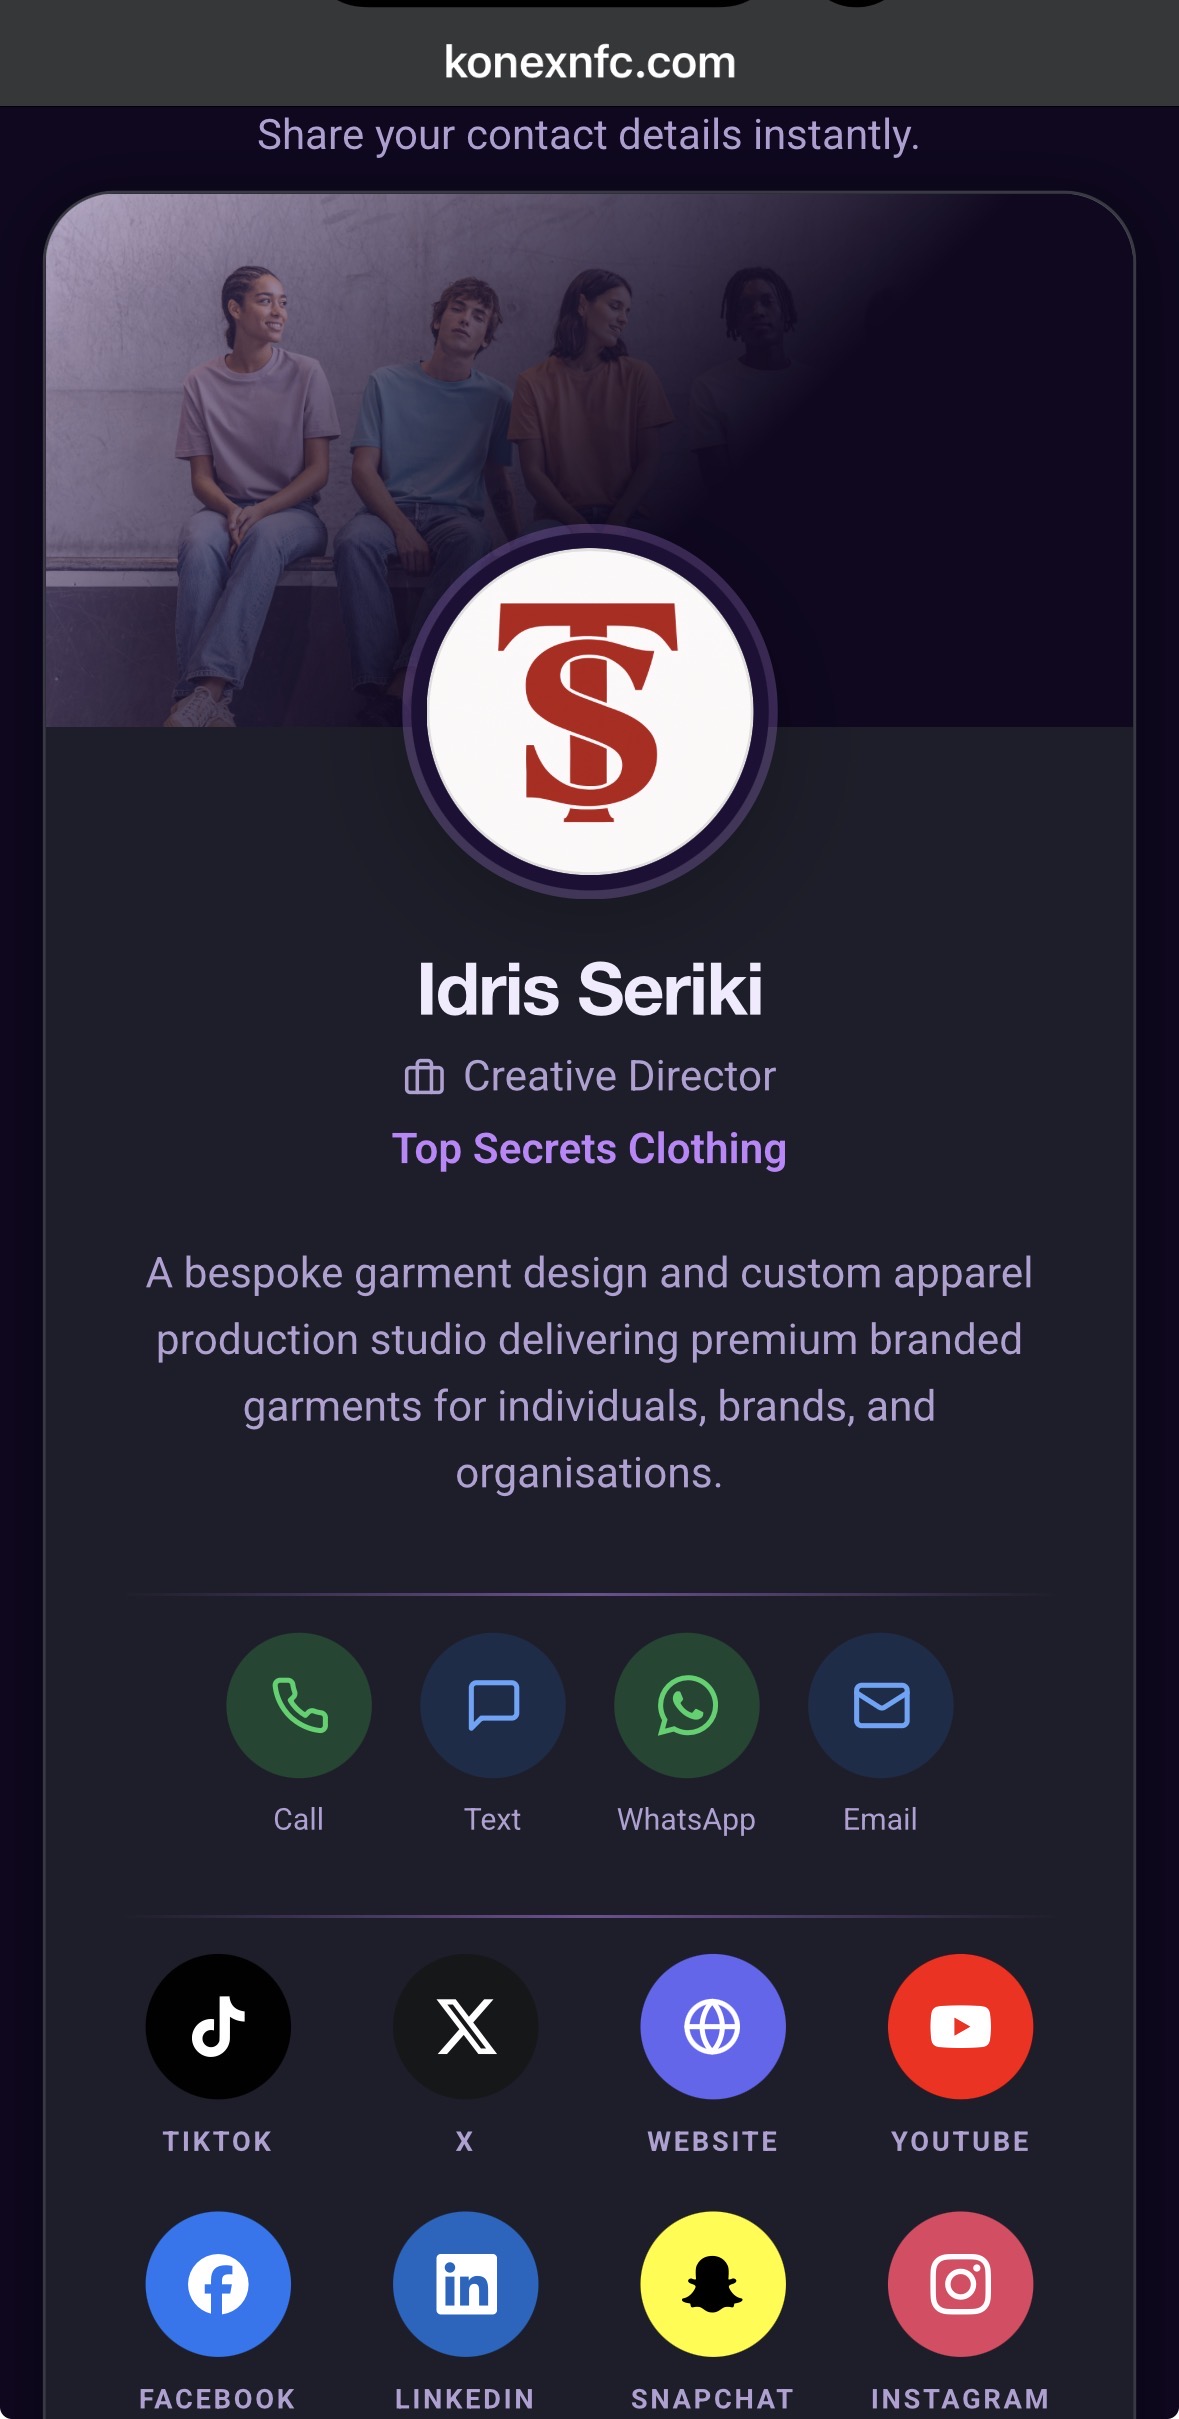 konexnfc.com
Share your contact details instantly.
TS
Idris Seriki
Creative Director
Top Secrets Clothing
A bespoke garment design and custom apparel
production studio delivering premium branded
garments for individuals, brands, and
organisations.
Call Text WhatsApp Email
TIKTOK X WEBSITE YOUTUBE
FACEBOOK LINKEDIN SNAPCHAT INSTAGRAM